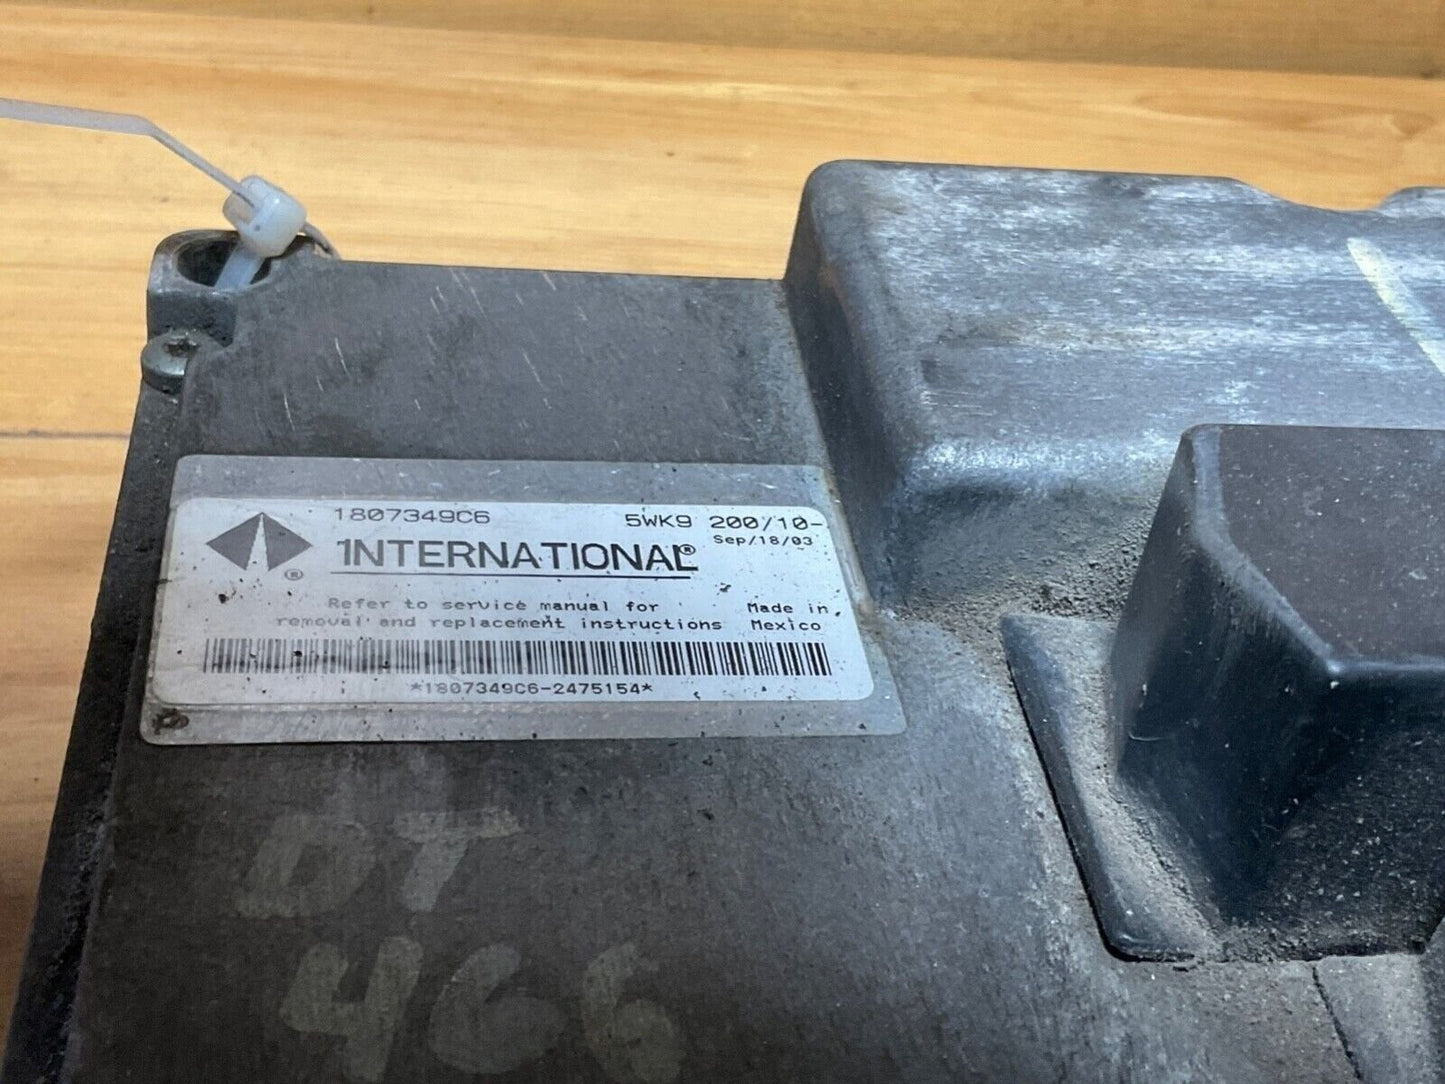 1807349C6 5WK9 200/10-
Sep/18/03
INTERNATIONAL®
®
Refer to service manual for
removal and replacement instructions
Made in
Mexico
*1807349C6-2475154*
DT
466